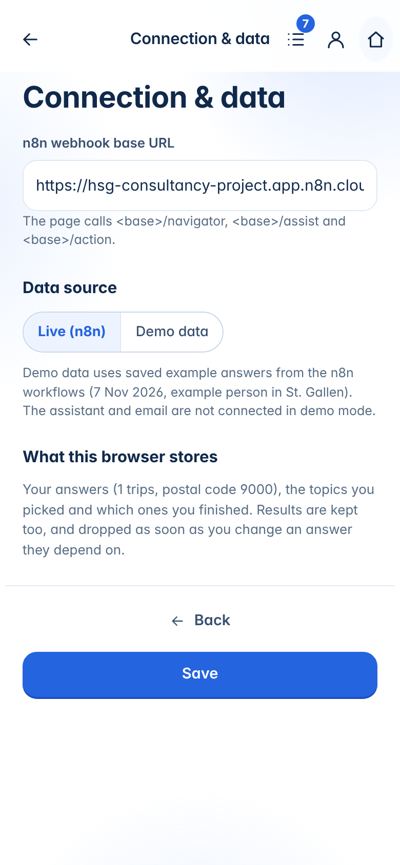 Connection & data
7
Connection & data
n8n webhook base URL
https://hsg-consultancy-project.app.n8n.clou
The page calls <base>/navigator, <base>/assist and
<base>/action.
Data source
Live (n8n)
Demo data
Demo data uses saved example answers from the n8n
workflows (7 Nov 2026, example person in St. Gallen).
The assistant and email are not connected in demo mode.
What this browser stores
Your answers (1 trips, postal code 9000), the topics you
picked and which ones you finished. Results are kept
too, and dropped as soon as you change an answer
they depend on.
Back
Save